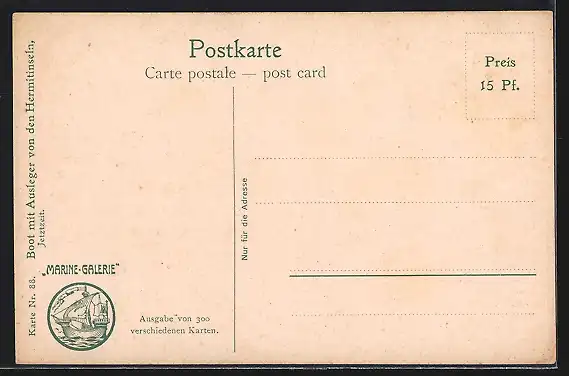 Postkarte
Carte postale — post card
Preis
15 Pf.
Karte Nr. 88. Boot mit Ausleger von den Hermitinseln,
Jetztzeit.
Nur für die Adresse
„MARINE-GALERIE"
Ausgabe von 300
verschiedenen Karten.